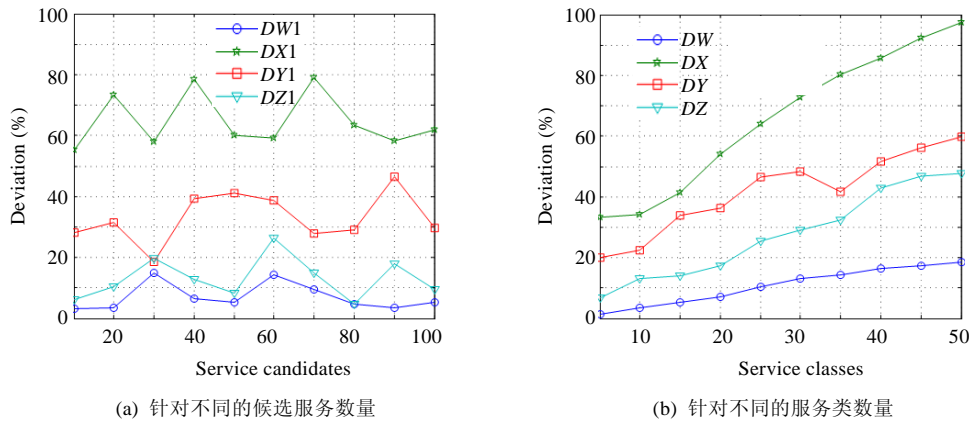 100
80
60
40
20
0
Deviation (%)
DW1
DX1
DY1
DZ1
20 40 60 80 100
Service candidates
(a) 针对不同的候选服务数量
100
80
60
40
20
0
Deviation (%)
DW
DX
DY
DZ
10 20 30 40 50
Service classes
(b) 针对不同的服务类数量